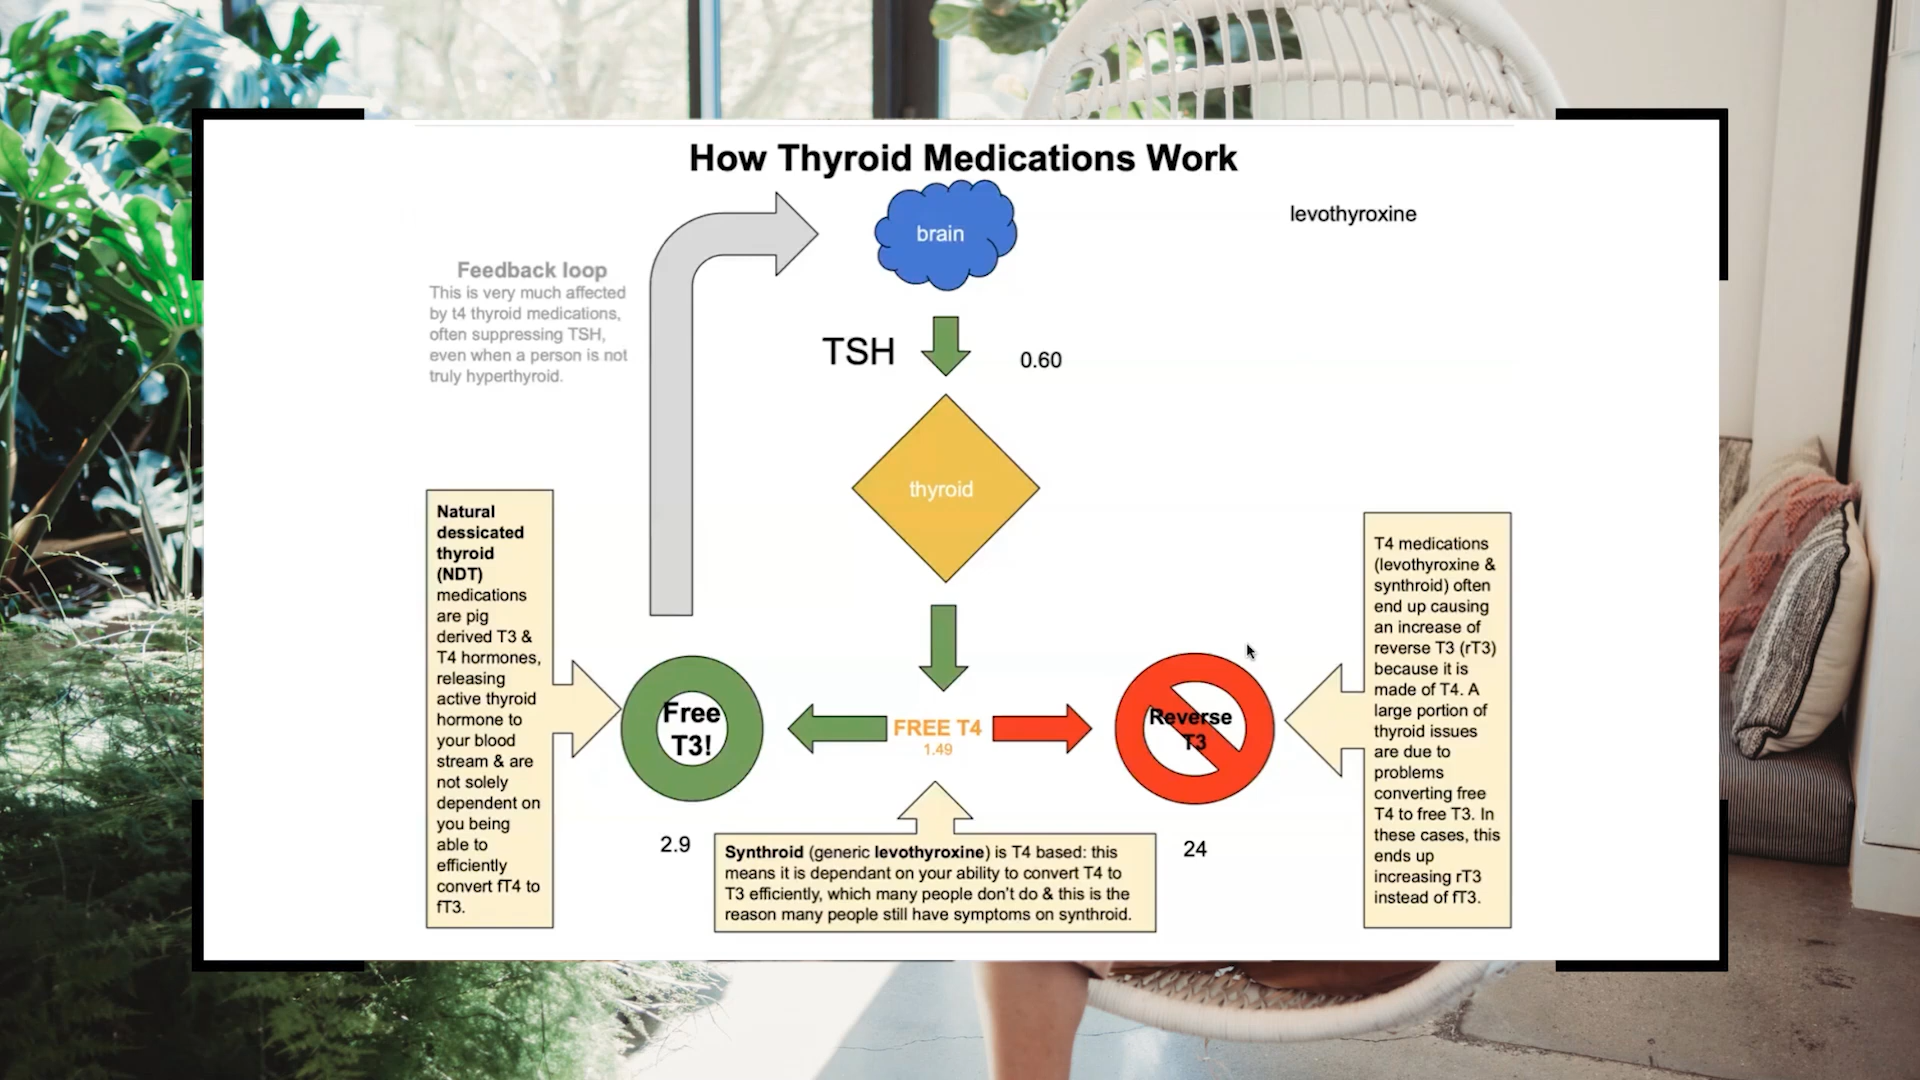 How Thyroid Medications Work
brain
levothyroxine
Feedback loop
This is very much affected
by t4 thyroid medications,
often suppressing TSH,
even when a person is not
truly hyperthyroid.
TSH
0.60
thyroid
Natural
dessicated
thyroid
(NDT)
medications
are pig
derived T3 &
T4 hormones,
releasing
active thyroid
hormone to
your blood
stream & are
not solely
dependent on
you being
able to
efficiently
convert fT4 to
fT3.
Free
T3!
2.9
FREE T4
1.49
Reverse
T3
24
Synthroid (generic levothyroxine) is T4 based: this
means it is dependant on your ability to convert T4 to
T3 efficiently, which many people don't do & this is the
reason many people still have symptoms on synthroid.
T4 medications
(levothyroxine &
synthroid) often
end up causing
an increase of
reverse T3 (rT3)
because it is
made of T4. A
large portion of
thyroid issues
are due to
problems
converting free
T4 to free T3. In
these cases, this
ends up
increasing rT3
instead of fT3.